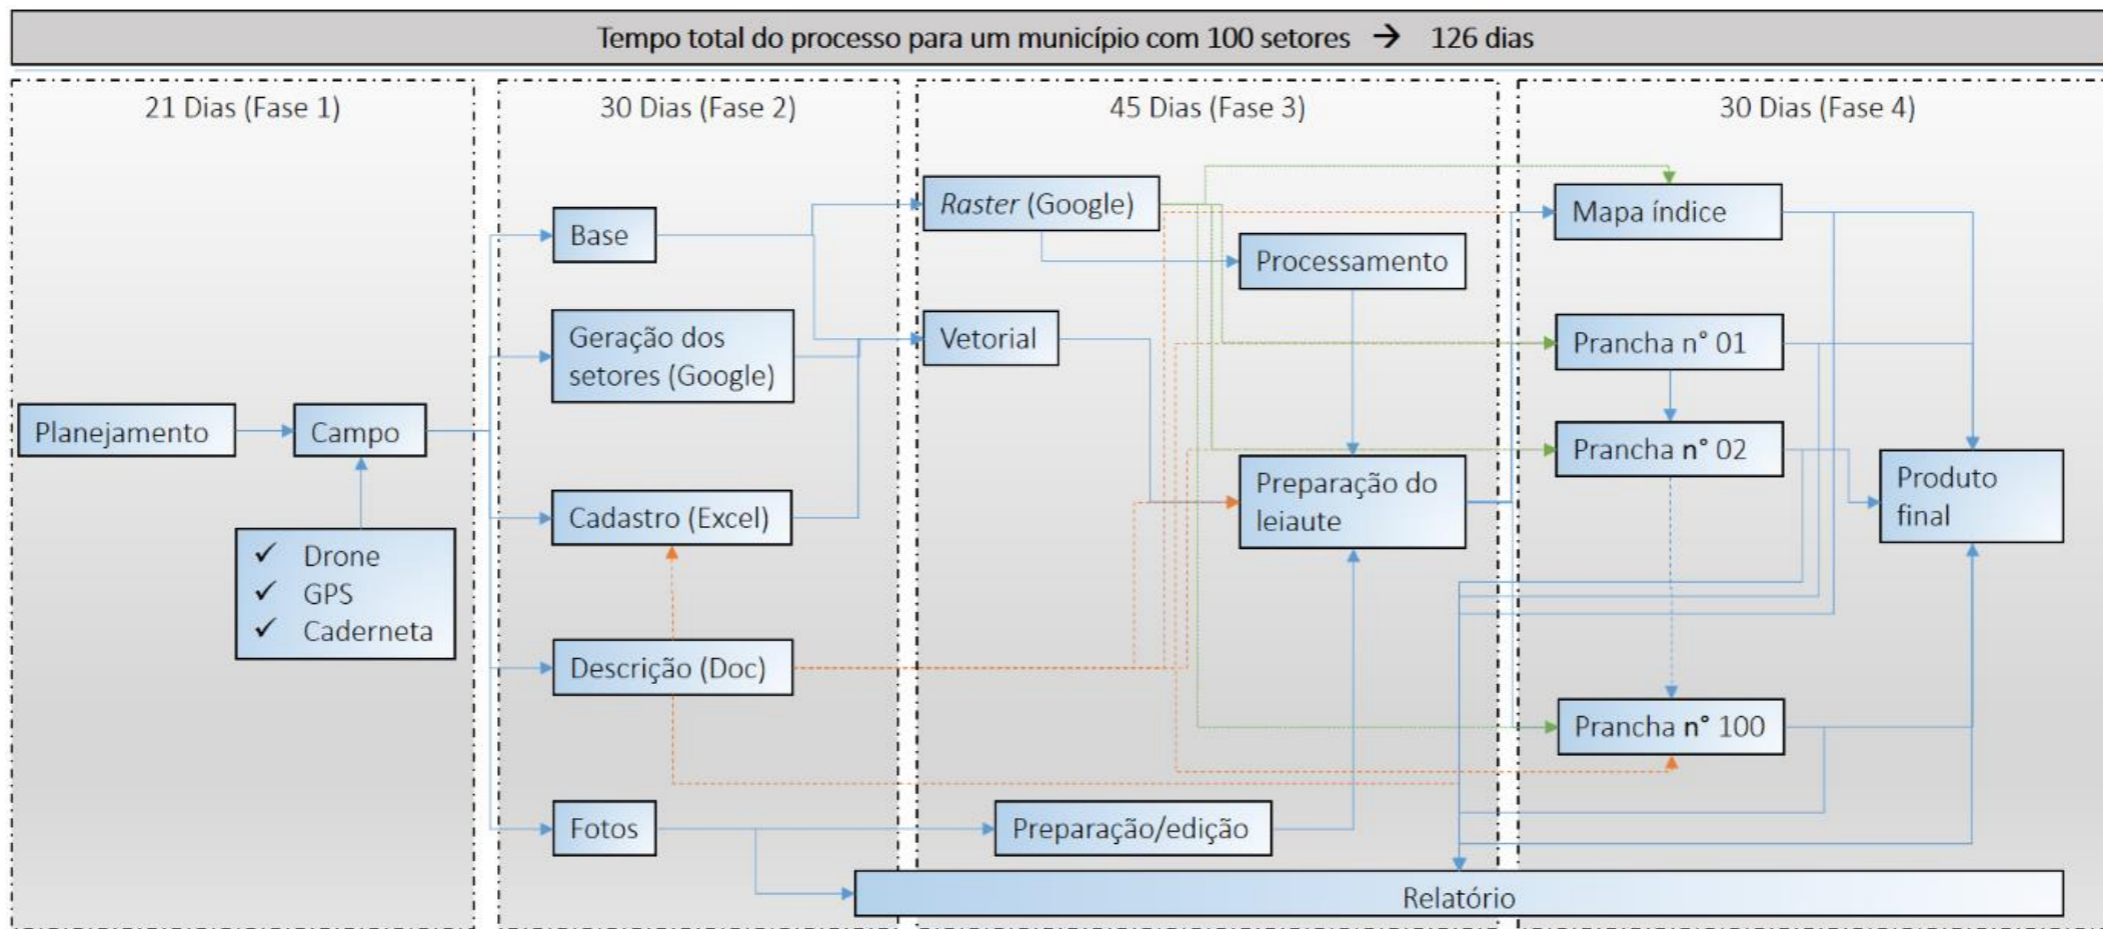 Tempo total do processo para um município com 100 setores → 126 dias
21 Dias (Fase 1)
Planejamento
Campo
✓ Drone
✓ GPS
✓ Caderneta
30 Dias (Fase 2)
Base
Geração dos
setores (Google)
Cadastro (Excel)
Descrição (Doc)
Fotos
45 Dias (Fase 3)
Raster (Google)
Processamento
Vetorial
Preparação do
leiaute
Preparação/edição
30 Dias (Fase 4)
Mapa índice
Prancha n° 01
Prancha n° 02
Prancha n° 100
Produto
final
Relatório